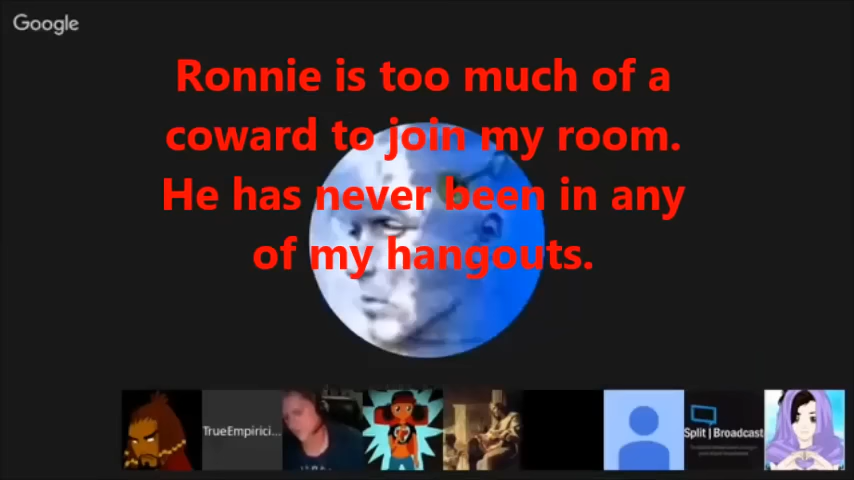 Google
Ronnie is too much of a
coward to join my room.
He has never been in any
of my hangouts.
TrueEmpirici...
Split | Broadcast